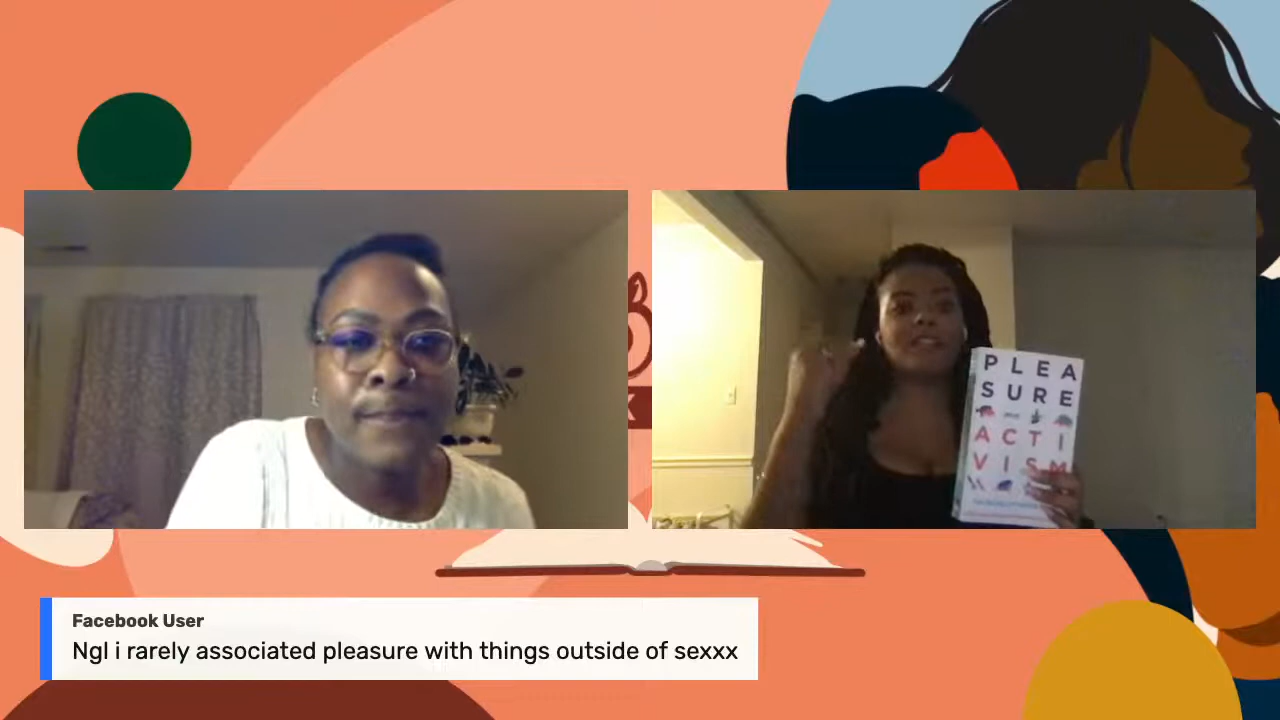 PLEA
SURE
ACTI
VISM
Facebook User
Ngl i rarely associated pleasure with things outside of sexxx